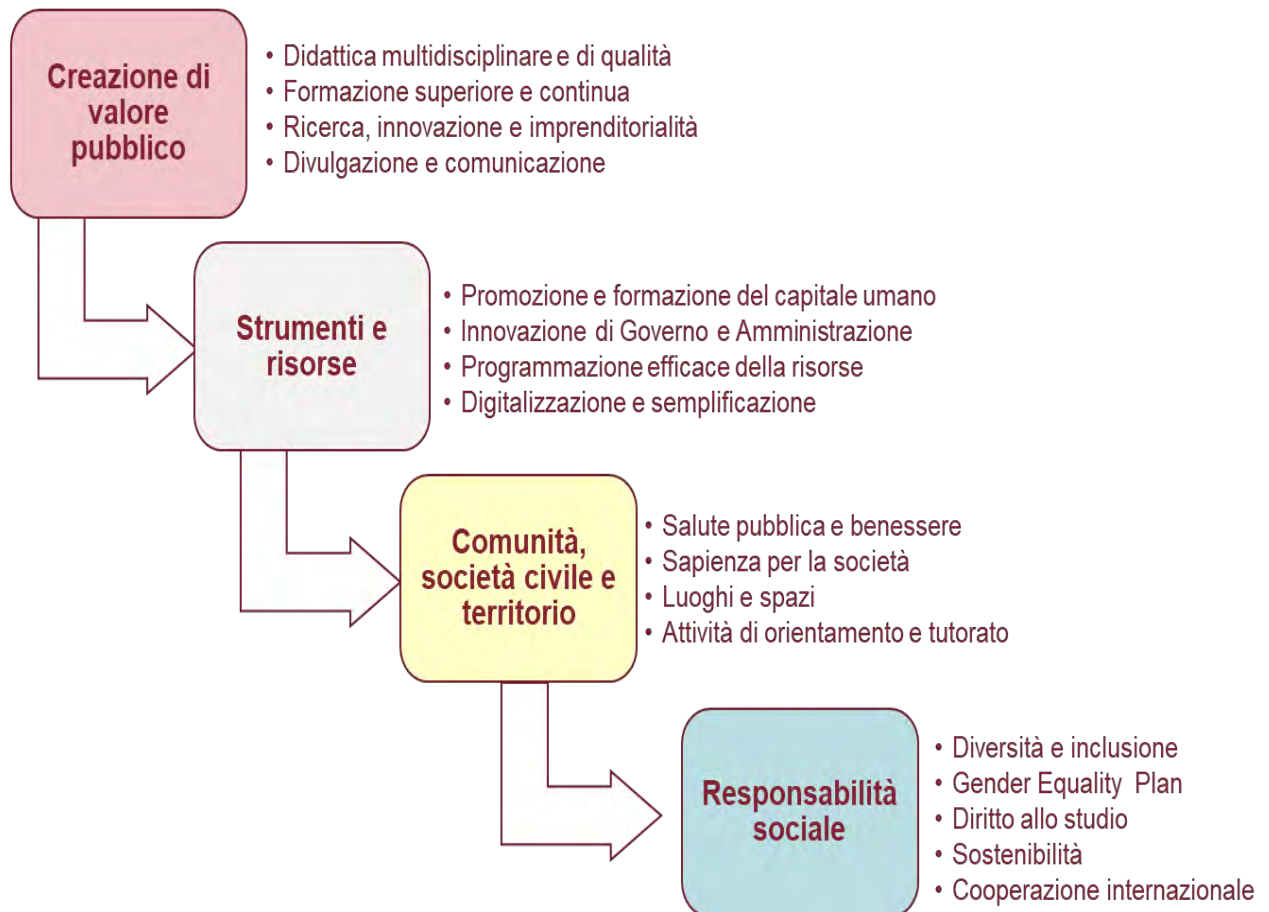 Creazione di
valore
pubblico
• Didattica multidisciplinare e di qualità
• Formazione superiore e continua
• Ricerca, innovazione e imprenditorialità
• Divulgazione e comunicazione
Strumenti e
risorse
• Promozione e formazione del capitale umano
• Innovazione di Governo e Amministrazione
• Programmazione efficace della risorse
• Digitalizzazione e semplificazione
Comunità,
società civile e
territorio
• Salute pubblica e benessere
• Sapienza per la società
• Luoghi e spazi
• Attività di orientamento e tutorato
Responsabilità
sociale
• Diversità e inclusione
• Gender Equality Plan
• Diritto allo studio
• Sostenibilità
• Cooperazione internazionale